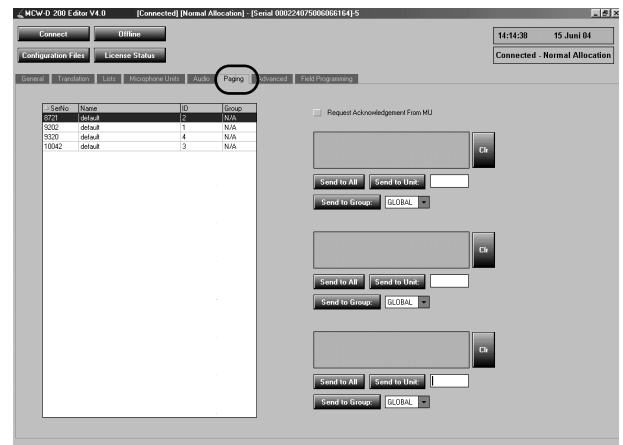 MCW-D 200 Editor V4.0 [Connected] [Normal Allocation] - [Serial 000224075006066164]-5
Connect Offline
14:14:38 15 Juni 04
Configuration Files License Status
Connected - Normal Allocation
General Translation Lists Microphone Units Audio Paging Advanced Field Programming
SerNo Name ID Group
8721 default 2 N/A
9202 default 1 N/A
9320 default 4 N/A
10042 default 3 N/A
Request Acknowledgement From MU
Clr
Send to All Send to Unit:
Send to Group: GLOBAL
Clr
Send to All Send to Unit:
Send to Group: GLOBAL
Clr
Send to All Send to Unit:
Send to Group: GLOBAL